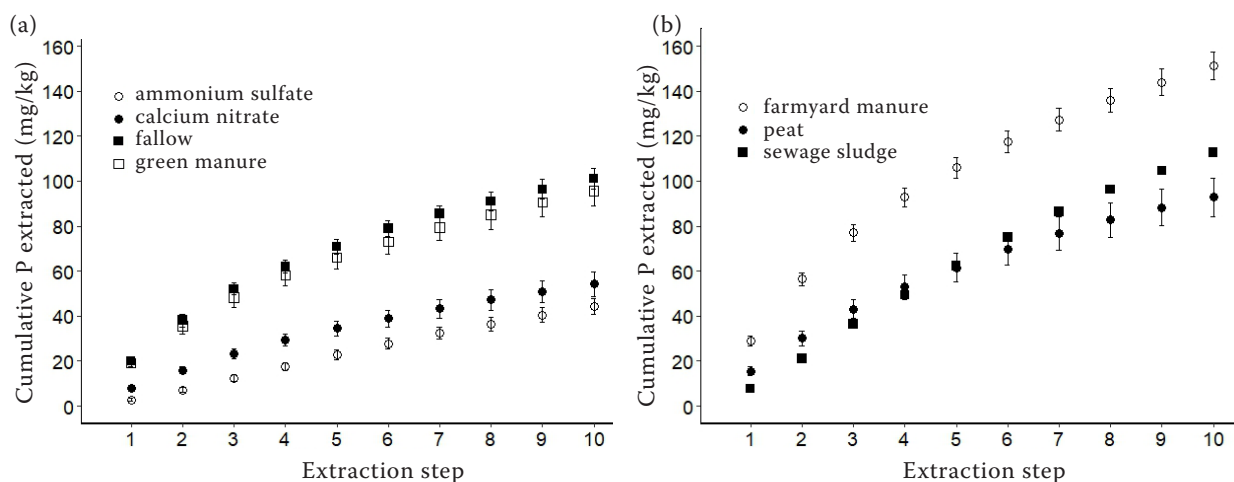 (a)
Cumulative P extracted (mg/kg)
160
140
120
100
80
60
40
20
0
ammonium sulfate
calcium nitrate
fallow
green manure
1 2 3 4 5 6 7 8 9 10
Extraction step
(b)
Cumulative P extracted (mg/kg)
160
140
120
100
80
60
40
20
0
farmyard manure
peat
sewage sludge
1 2 3 4 5 6 7 8 9 10
Extraction step